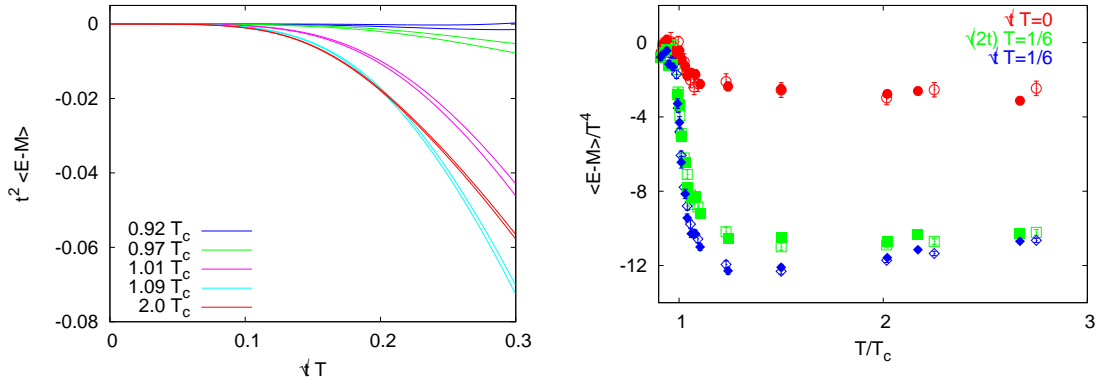 0
-0.02
-0.04
-0.06
-0.08
t² <E-M>
0.92 T_c
0.97 T_c
1.01 T_c
1.09 T_c
2.0 T_c
0 0.1 0.2 0.3
√t T
√t T=0
√(2t) T=1/6
√t T=1/6
0
-4
-8
-12
<E-M>/T⁴
1 2 3
T/T_c